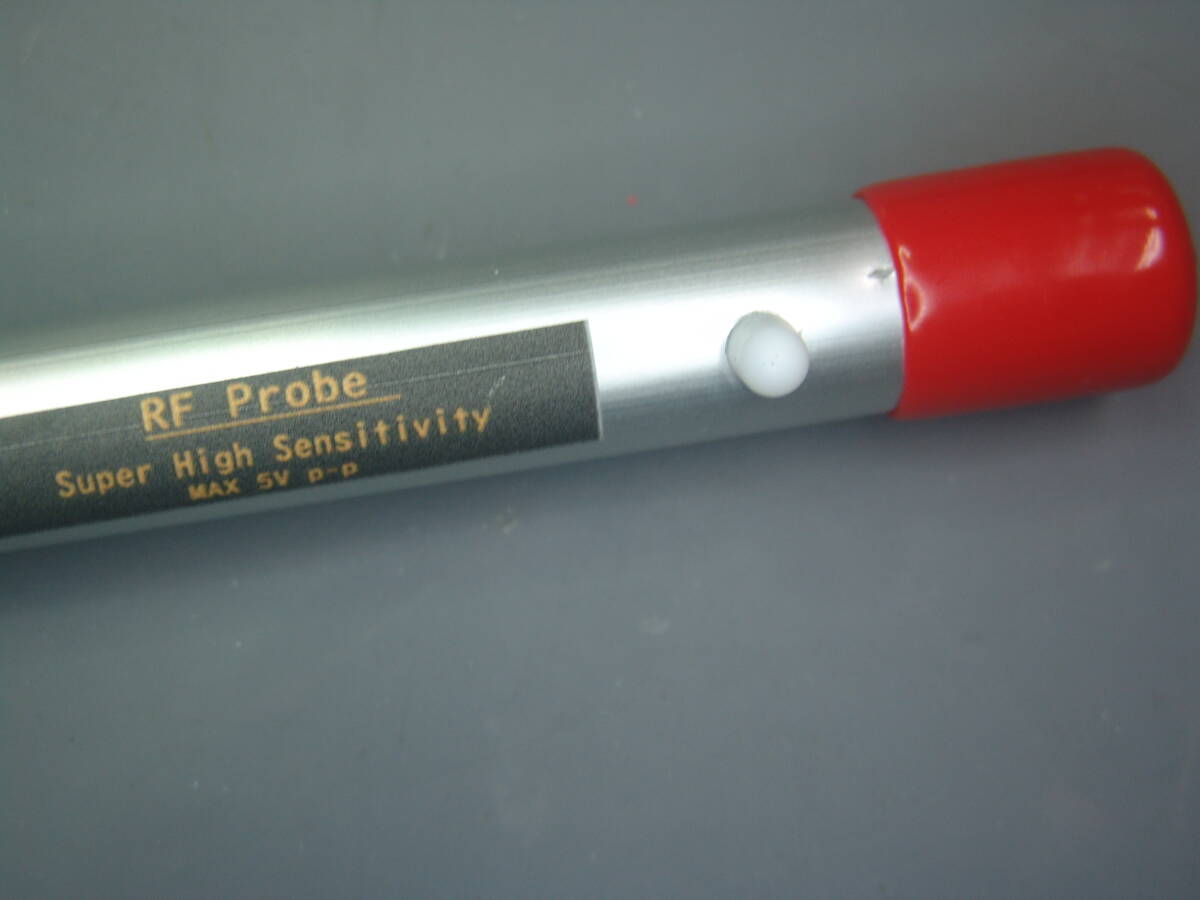 RF Probe
Super High Sensitivity
MAX 5V p-p